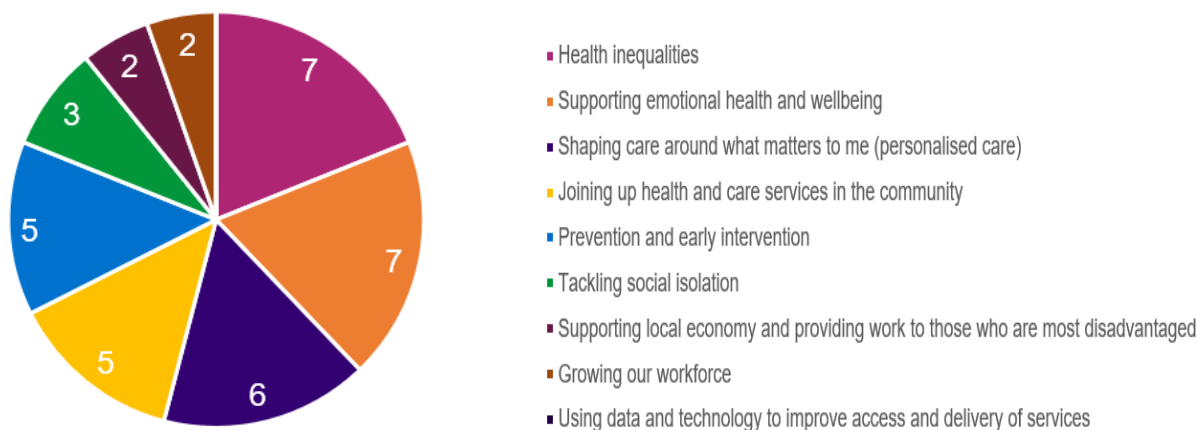 2
2
7
3
5
7
5
6
Health inequalities
Supporting emotional health and wellbeing
Shaping care around what matters to me (personalised care)
Joining up health and care services in the community
Prevention and early intervention
Tackling social isolation
Supporting local economy and providing work to those who are most disadvantaged
Growing our workforce
Using data and technology to improve access and delivery of services